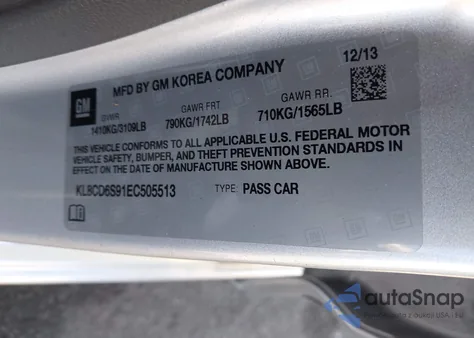 MFD BY GM KOREA COMPANY
12/13
GM
GVWR
GAWR FRT
GAWR RR.
1410KG/3109LB
790KG/1742LB
710KG/1565LB
THIS VEHICLE CONFORMS TO ALL APPLICABLE U.S. FEDERAL MOTOR
VEHICLE SAFETY, BUMPER, AND THEFT PREVENTION STANDARDS IN
EFFECT ON THE DATE OF MANUFACTURE SHOWN ABOVE.
KL8CD6S91EC505513
TYPE: PASS CAR
autaSnap